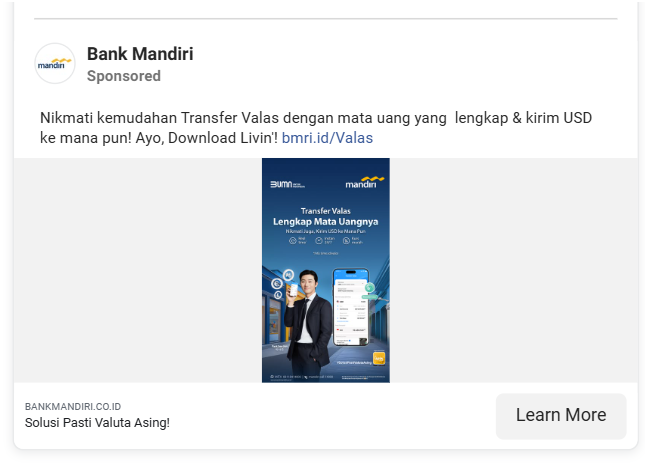 mandiri
Bank Mandiri
Sponsored
Nikmati kemudahan Transfer Valas dengan mata uang yang  lengkap & kirim USD
ke mana pun! Ayo, Download Livin'! bmri.id/Valas
BUMN
mandiri
Transfer Valas
Lengkap Mata Uangnya
Nikmati Juga, Kirim USD ke Mana Pun
BANKMANDIRI.CO.ID
Solusi Pasti Valuta Asing!
Learn More